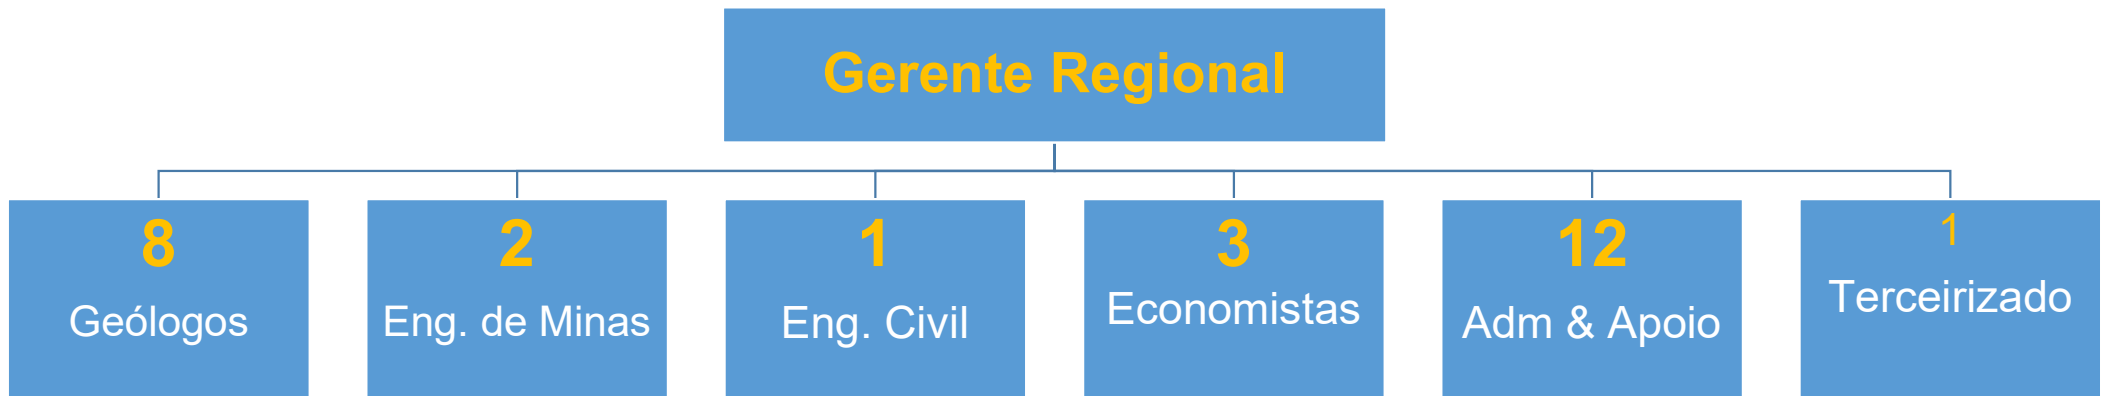 Gerente Regional
8
Geólogos
2
Eng. de Minas
1
Eng. Civil
3
Economistas
12
Adm & Apoio
1
Terceirizado